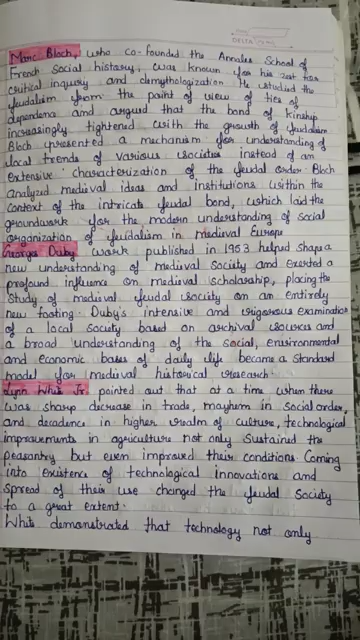 Marc Bloch, who co-founded the Annales School of
French social history, was known for his zest for
critical inquiry and demythologization. He studied the
feudalism from the point of view of ties of
dependence and argued that the bond of kinship
increasingly tightened with the growth of feudalism
Bloch presented a mechanism for understanding of
local trends of various societies instead of an
extensive characterization of the feudal order. Bloch
analyzed medieval ideas and institutions within the
context of the intricate feudal bond, which laid the
groundwork for the modern understanding of social
organization of feudalism in medieval Europe
Georges Duby work published in 1953 helped shape a
new understanding of medieval society and exerted a
profound influence on medieval scholarship, placing the
study of medieval feudal society on an entirely
new footing. Duby's intensive and rigorous examination
of a local society based on archival sources and
a broad understanding of the social, environmental
and economic bases of daily life became a standard
model for medieval historical research.
Lynn White Jr. pointed out that at a time when there
was sharp decrease in trade, mayhem in social order,
and decadence in higher realm of culture, technological
improvements in agriculture not only sustained the
peasantry but even improved their conditions. Coming
into existence of technological innovations and
spread of their use changed the feudal society
to a great extent.
White demonstrated that technology not only